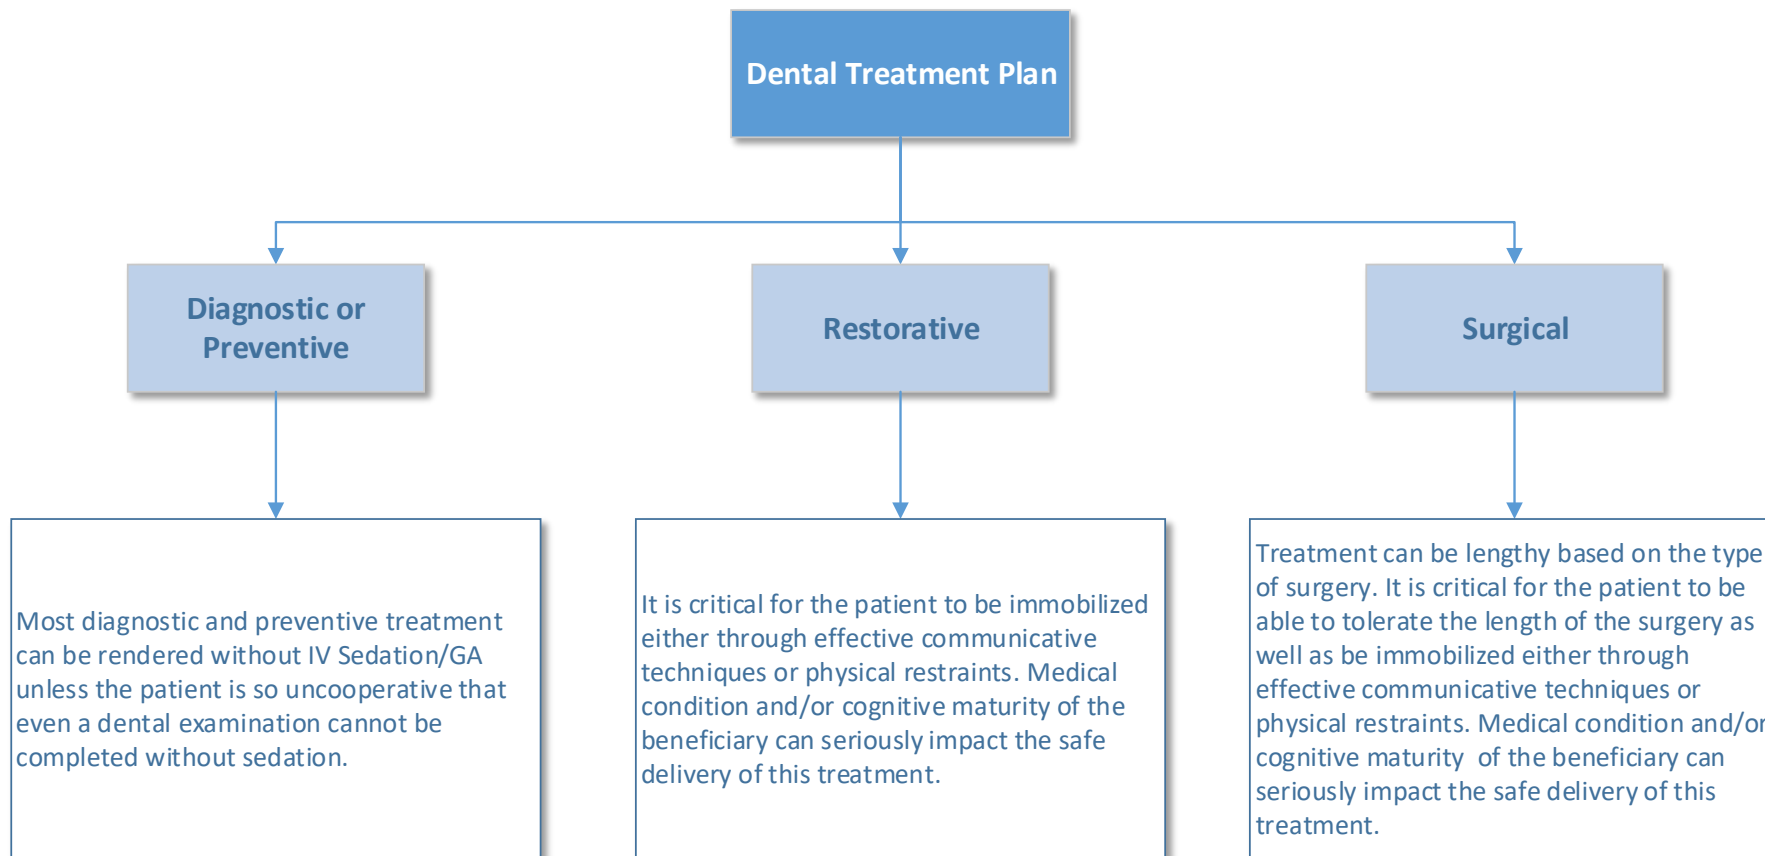 Dental Treatment Plan
Diagnostic or
Preventive
Restorative
Surgical
Most diagnostic and preventive treatment
can be rendered without IV Sedation/GA
unless the patient is so uncooperative that
even a dental examination cannot be
completed without sedation.
It is critical for the patient to be immobilized
either through effective communicative
techniques or physical restraints. Medical
condition and/or cognitive maturity of the
beneficiary can seriously impact the safe
delivery of this treatment.
Treatment can be lengthy based on the type
of surgery. It is critical for the patient to be
able to tolerate the length of the surgery as
well as be immobilized either through
effective communicative techniques or
physical restraints. Medical condition and/or
cognitive maturity  of the beneficiary can
seriously impact the safe delivery of this
treatment.